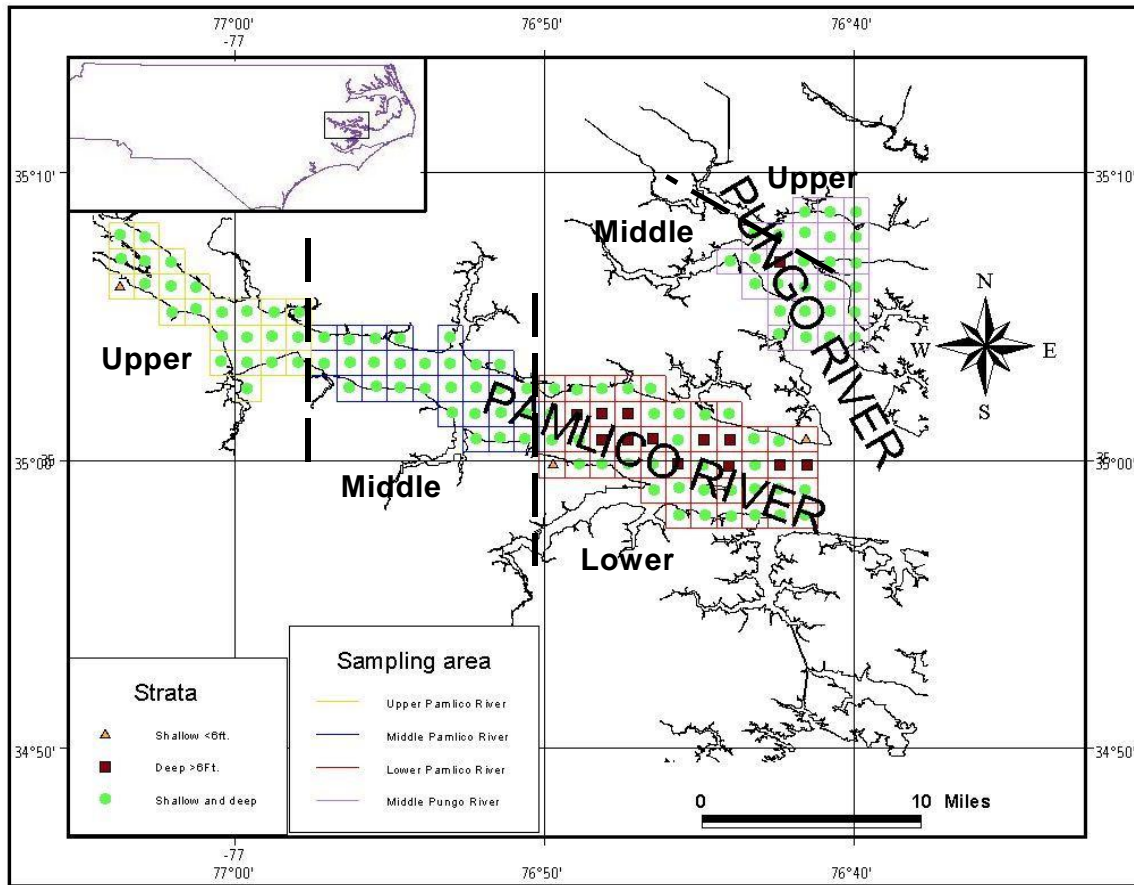 77°00'
-77
76°50'
76°40'
35°10'
35°10'
Upper
Middle
PUNGO RIVER
N
W
E
S
Upper
PAMLICO RIVER
35°00'
35°00'
Middle
Lower
Strata
Shallow <6ft.
Deep >6Ft.
Shallow and deep
Sampling area
Upper Pamlico River
Middle Pamlico River
Lower Pamlico River
Middle Pungo River
34°50'
34°50'
0
10 Miles
-77
77°00'
76°50'
76°40'